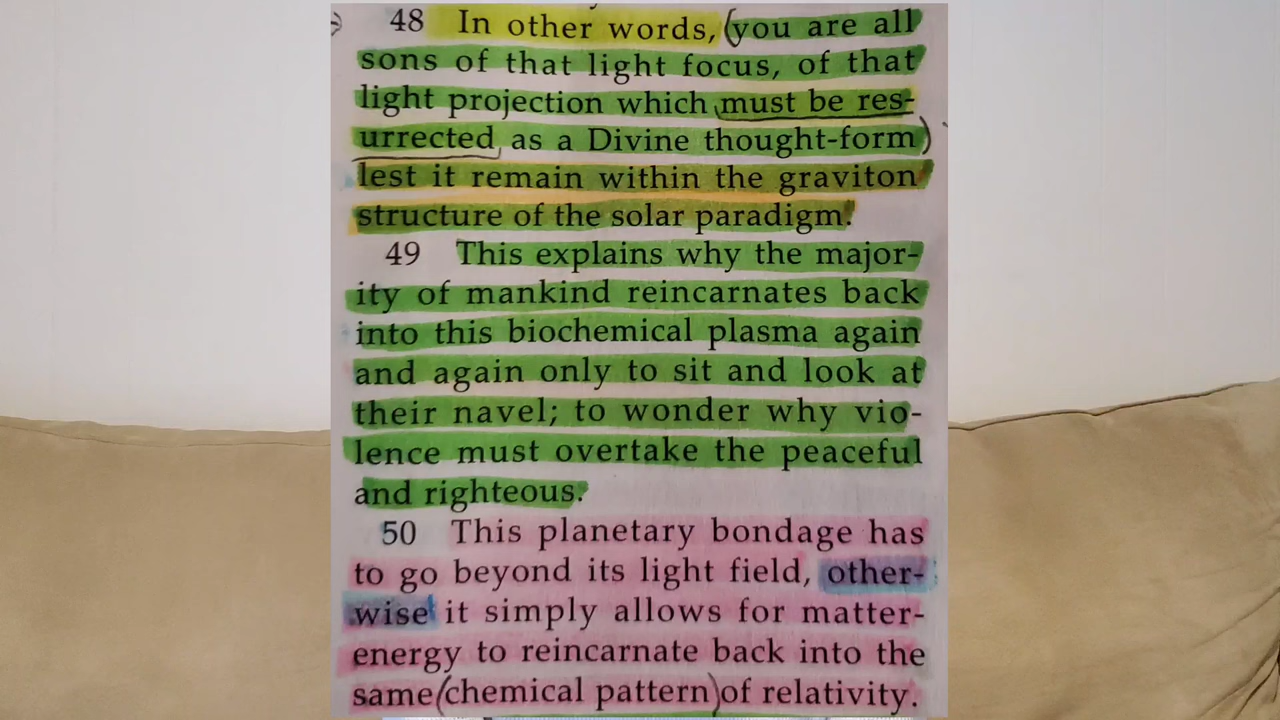 48 In other words, (you are all
sons of that light focus, of that
light projection which must be res-
urrected as a Divine thought-form)
lest it remain within the graviton
structure of the solar paradigm.
49 This explains why the major-
ity of mankind reincarnates back
into this biochemical plasma again
and again only to sit and look at
their navel; to wonder why vio-
lence must overtake the peaceful
and righteous.
50 This planetary bondage has
to go beyond its light field, other-
wise it simply allows for matter-
energy to reincarnate back into the
same (chemical pattern) of relativity.